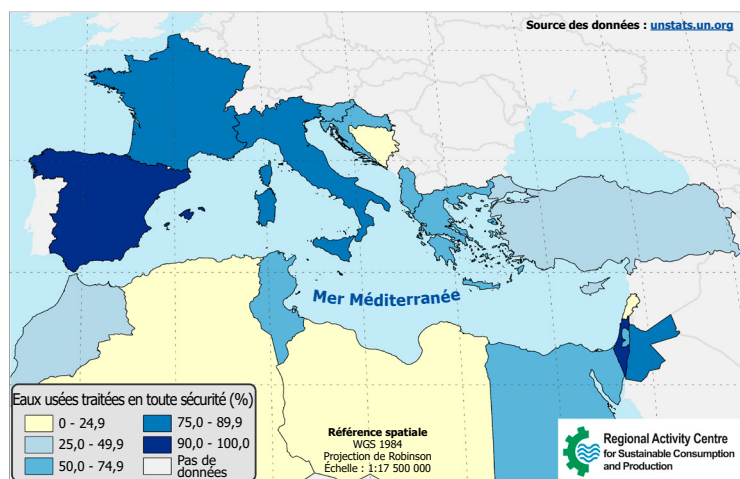 Source des données : unstats.un.org
Mer Méditerranée
Eaux usées traitées en toute sécurité (%)
0 - 24,9
25,0 - 49,9
50,0 - 74,9
75,0 - 89,9
90,0 - 100,0
Pas de
données
Référence spatiale
WGS 1984
Projection de Robinson
Échelle : 1:17 500 000
Regional Activity Centre
for Sustainable Consumption
and Production